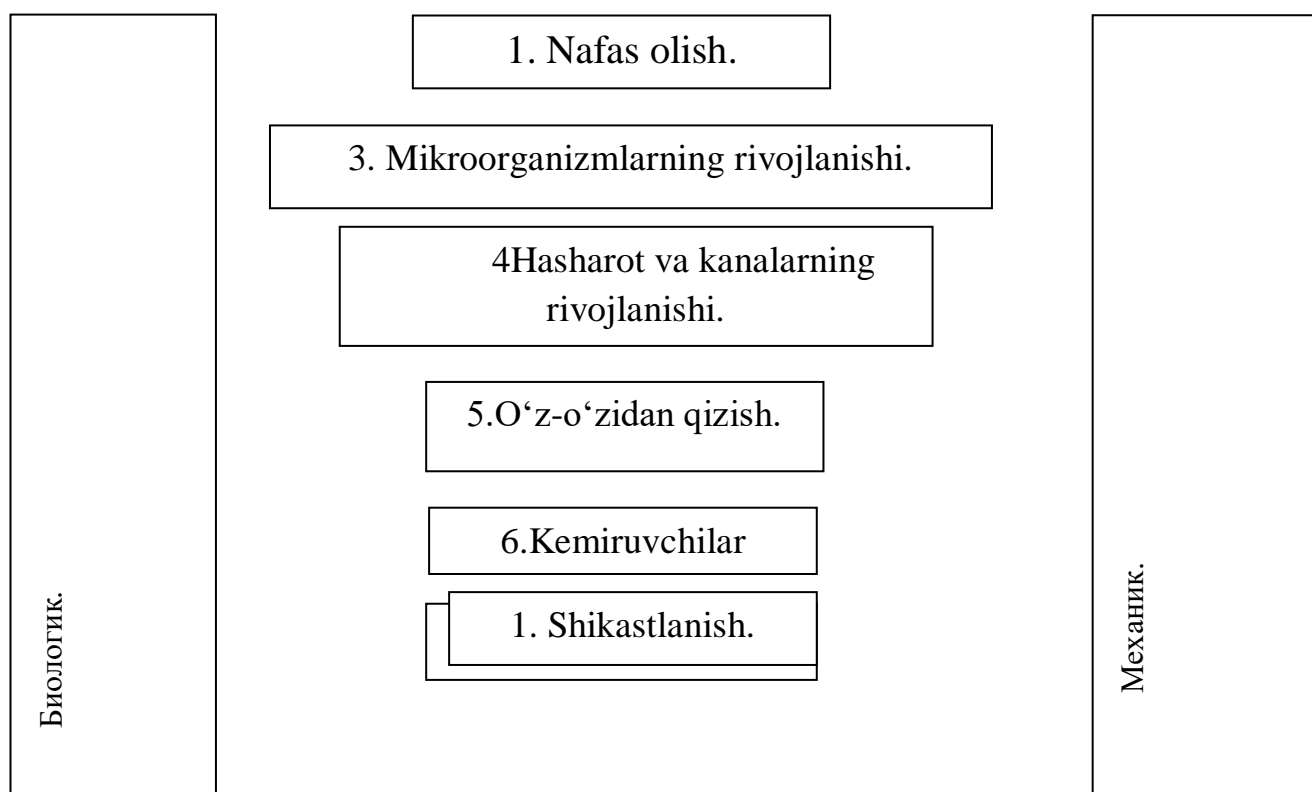 1. Nafas olish.
3. Mikroorganizmlarning rivojlanishi.
4Hasharot va kanalarning
rivojlanishi.
5.O‘z-o‘zidan qizish.
6.Kemiruvchilar
1. Shikastlanish.
Биологик.
Механик.